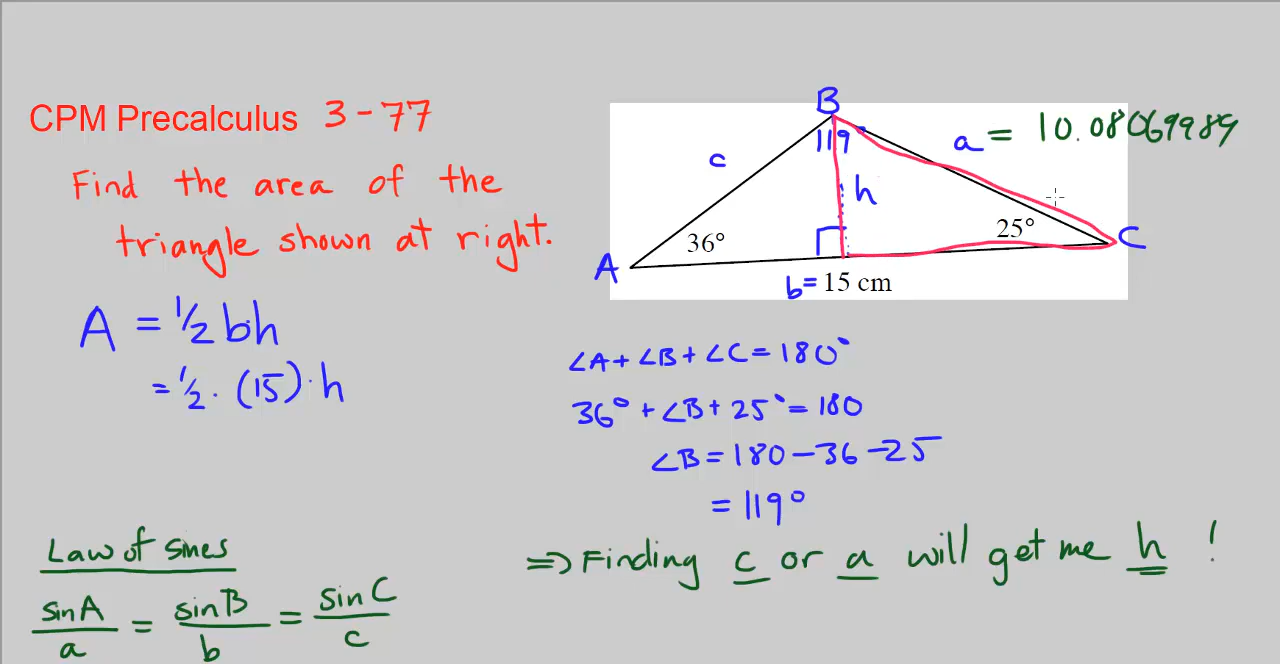 CPM Precalculus 3-77
Find the area of the
triangle shown at right.
A = 1/2 bh
= 1/2 · (15) · h
Law of sines
sin A / a = sin B / b = sin C / c
B
119°
c
a = 10.08069989
h
36°
25°
A
C
b = 15 cm
∠A + ∠B + ∠C = 180°
36° + ∠B + 25° = 180
∠B = 180 - 36 - 25
= 119°
⇒ Finding c or a will get me h !